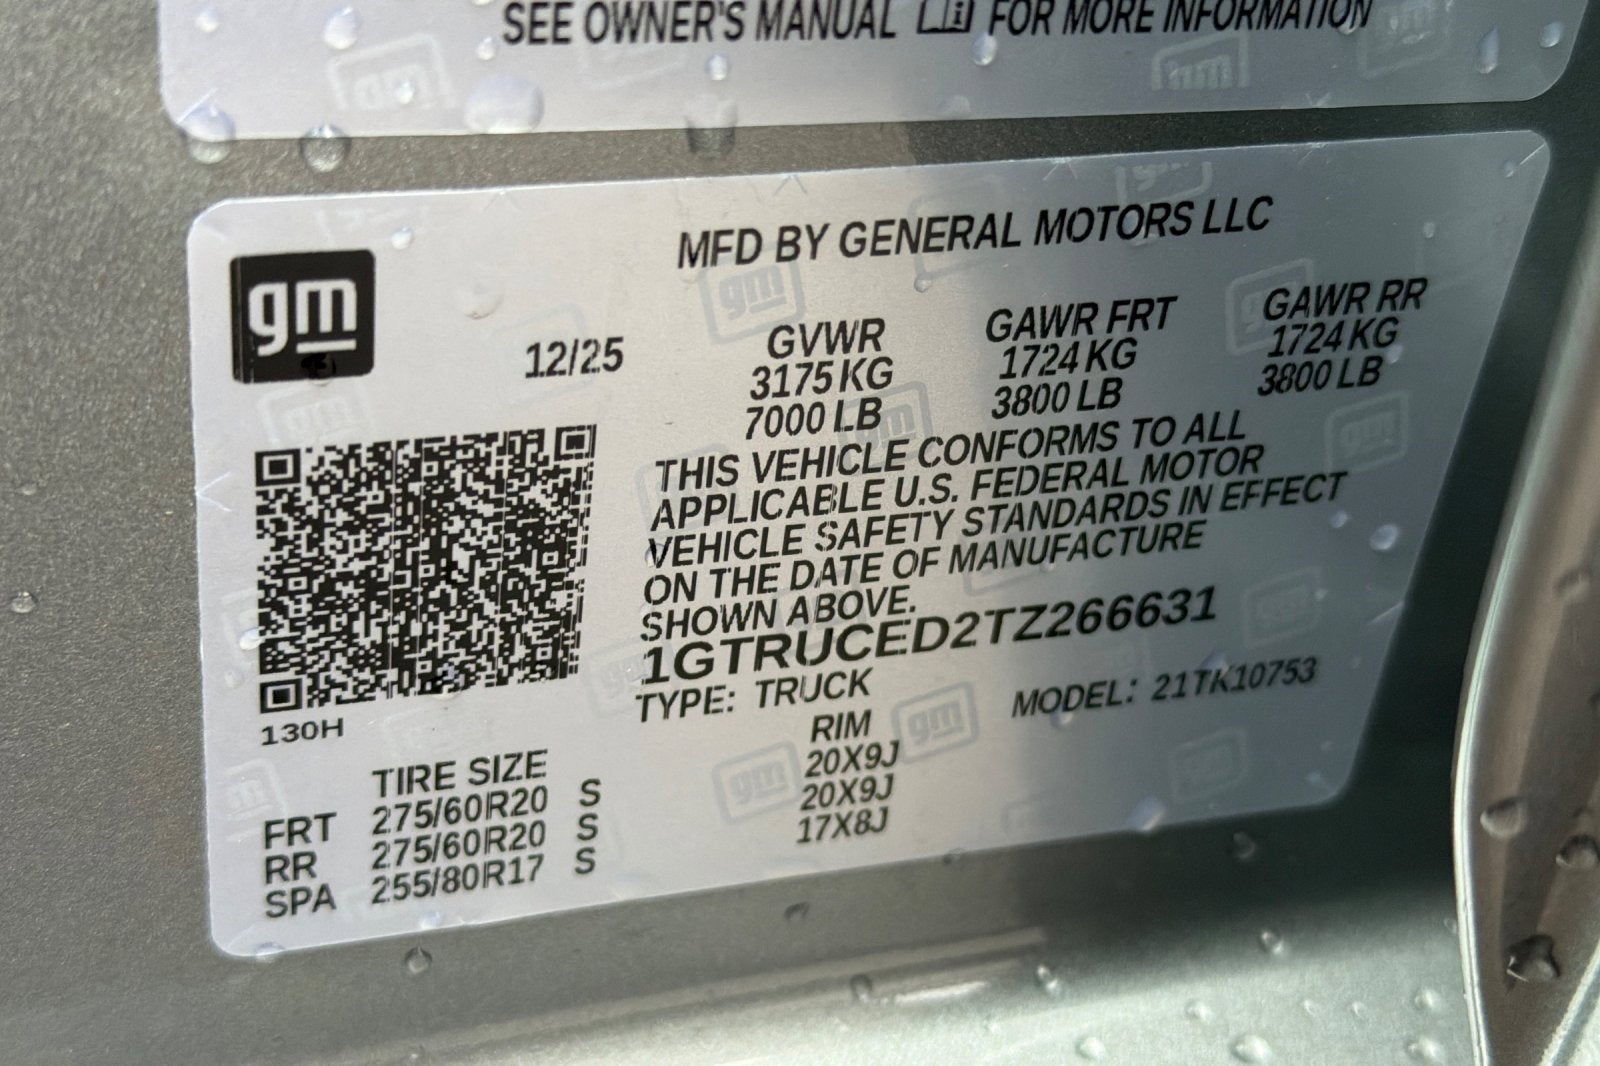 SEE OWNER'S MANUAL FOR MORE INFORMATION
gm
MFD BY GENERAL MOTORS LLC
12/25
GVWR GAWR FRT GAWR RR
3175 KG 1724 KG 1724 KG
7000 LB 3800 LB 3800 LB
THIS VEHICLE CONFORMS TO ALL
APPLICABLE U.S. FEDERAL MOTOR
VEHICLE SAFETY STANDARDS IN EFFECT
ON THE DATE OF MANUFACTURE
SHOWN ABOVE.
1GTRUCED2TZ266631
TYPE: TRUCK MODEL: 21TK10753
130H
TIRE SIZE RIM
FRT 275/60R20 S 20X9J
RR 275/60R20 S 20X9J
SPA 255/80R17 S 17X8J